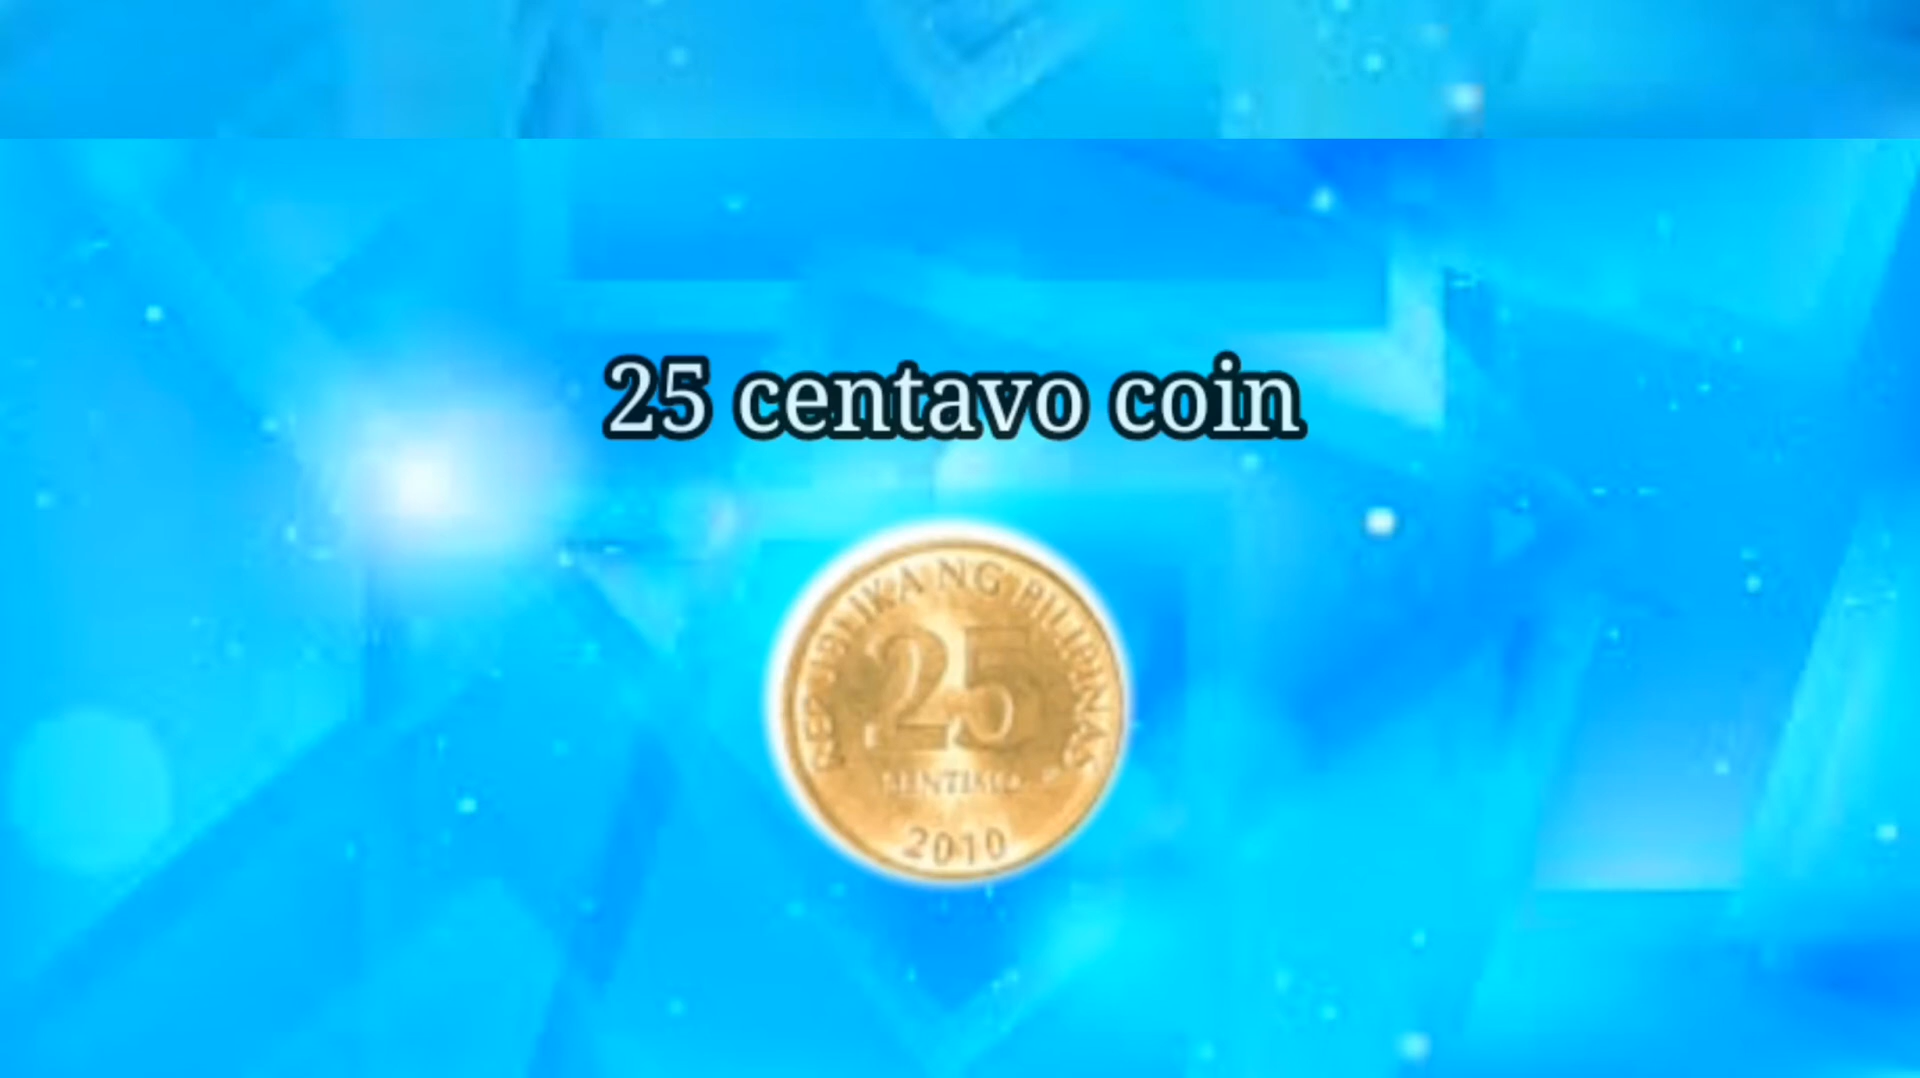 25 centavo coin
REPUBLIKA NG PILIPINAS
25
SENTIMO
2010